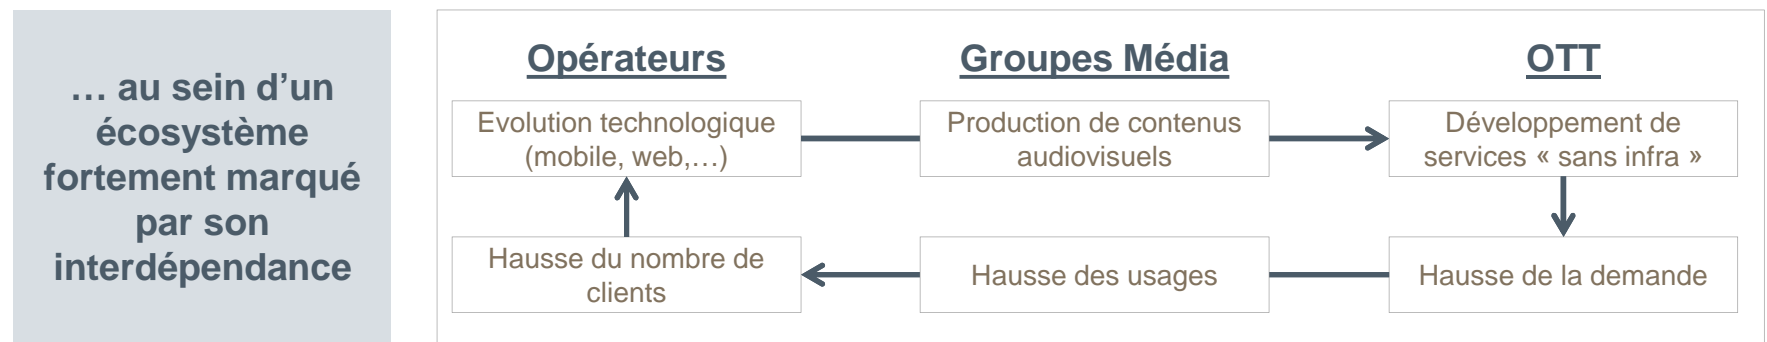 … au sein d’un
écosystème
fortement marqué
par son
interdépendance
Opérateurs
Groupes Média
OTT
Evolution technologique
(mobile, web,…)
Production de contenus
audiovisuels
Développement de
services « sans infra »
Hausse du nombre de
clients
Hausse des usages
Hausse de la demande